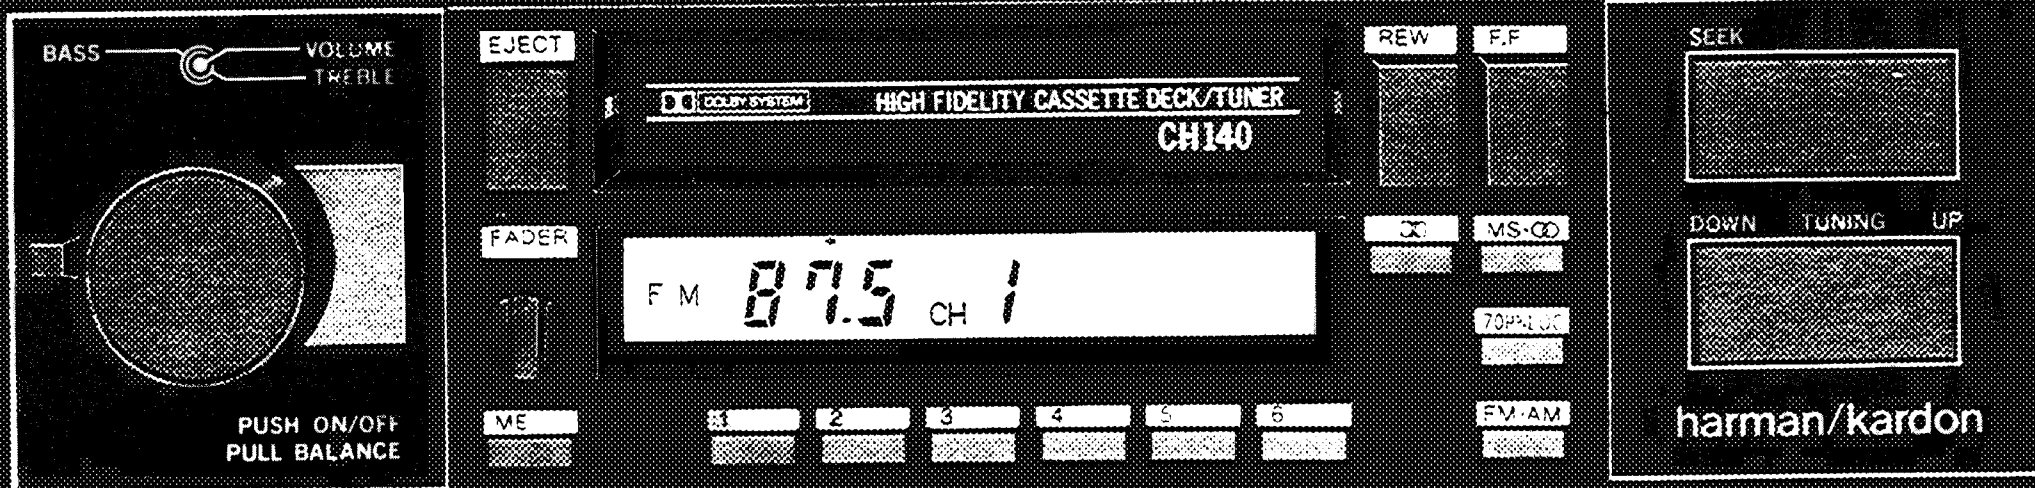 BASS
VOLUME
TREBLE
PUSH ON/OFF
PULL BALANCE
EJECT
DOLBY SYSTEM
HIGH FIDELITY CASSETTE DECK/TUNER
CH140
REW
F.F
SEEK
FADER
FM 87.5 CH 1
MS-
DOWN TUNING UP
ME
1 2 3 4 5 6
FM·AM
harman/kardon